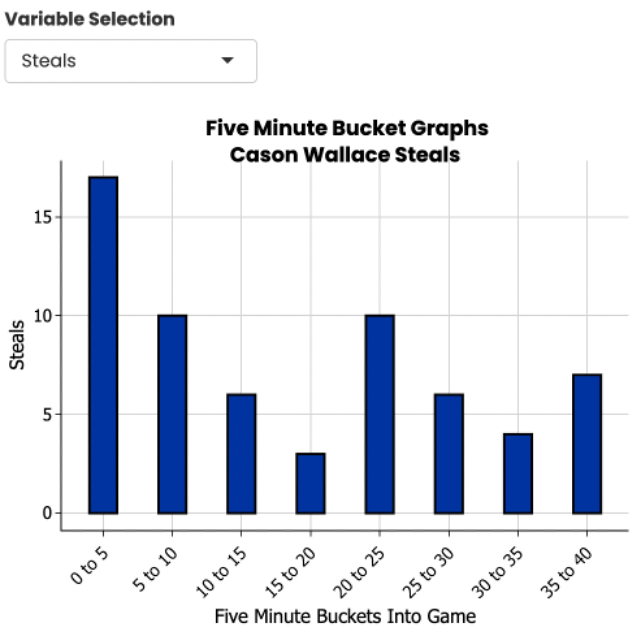 Variable Selection
Steals
Five Minute Bucket Graphs
Cason Wallace Steals
Steals
15
10
5
0
0 to 5
5 to 10
10 to 15
15 to 20
20 to 25
25 to 30
30 to 35
35 to 40
Five Minute Buckets Into Game